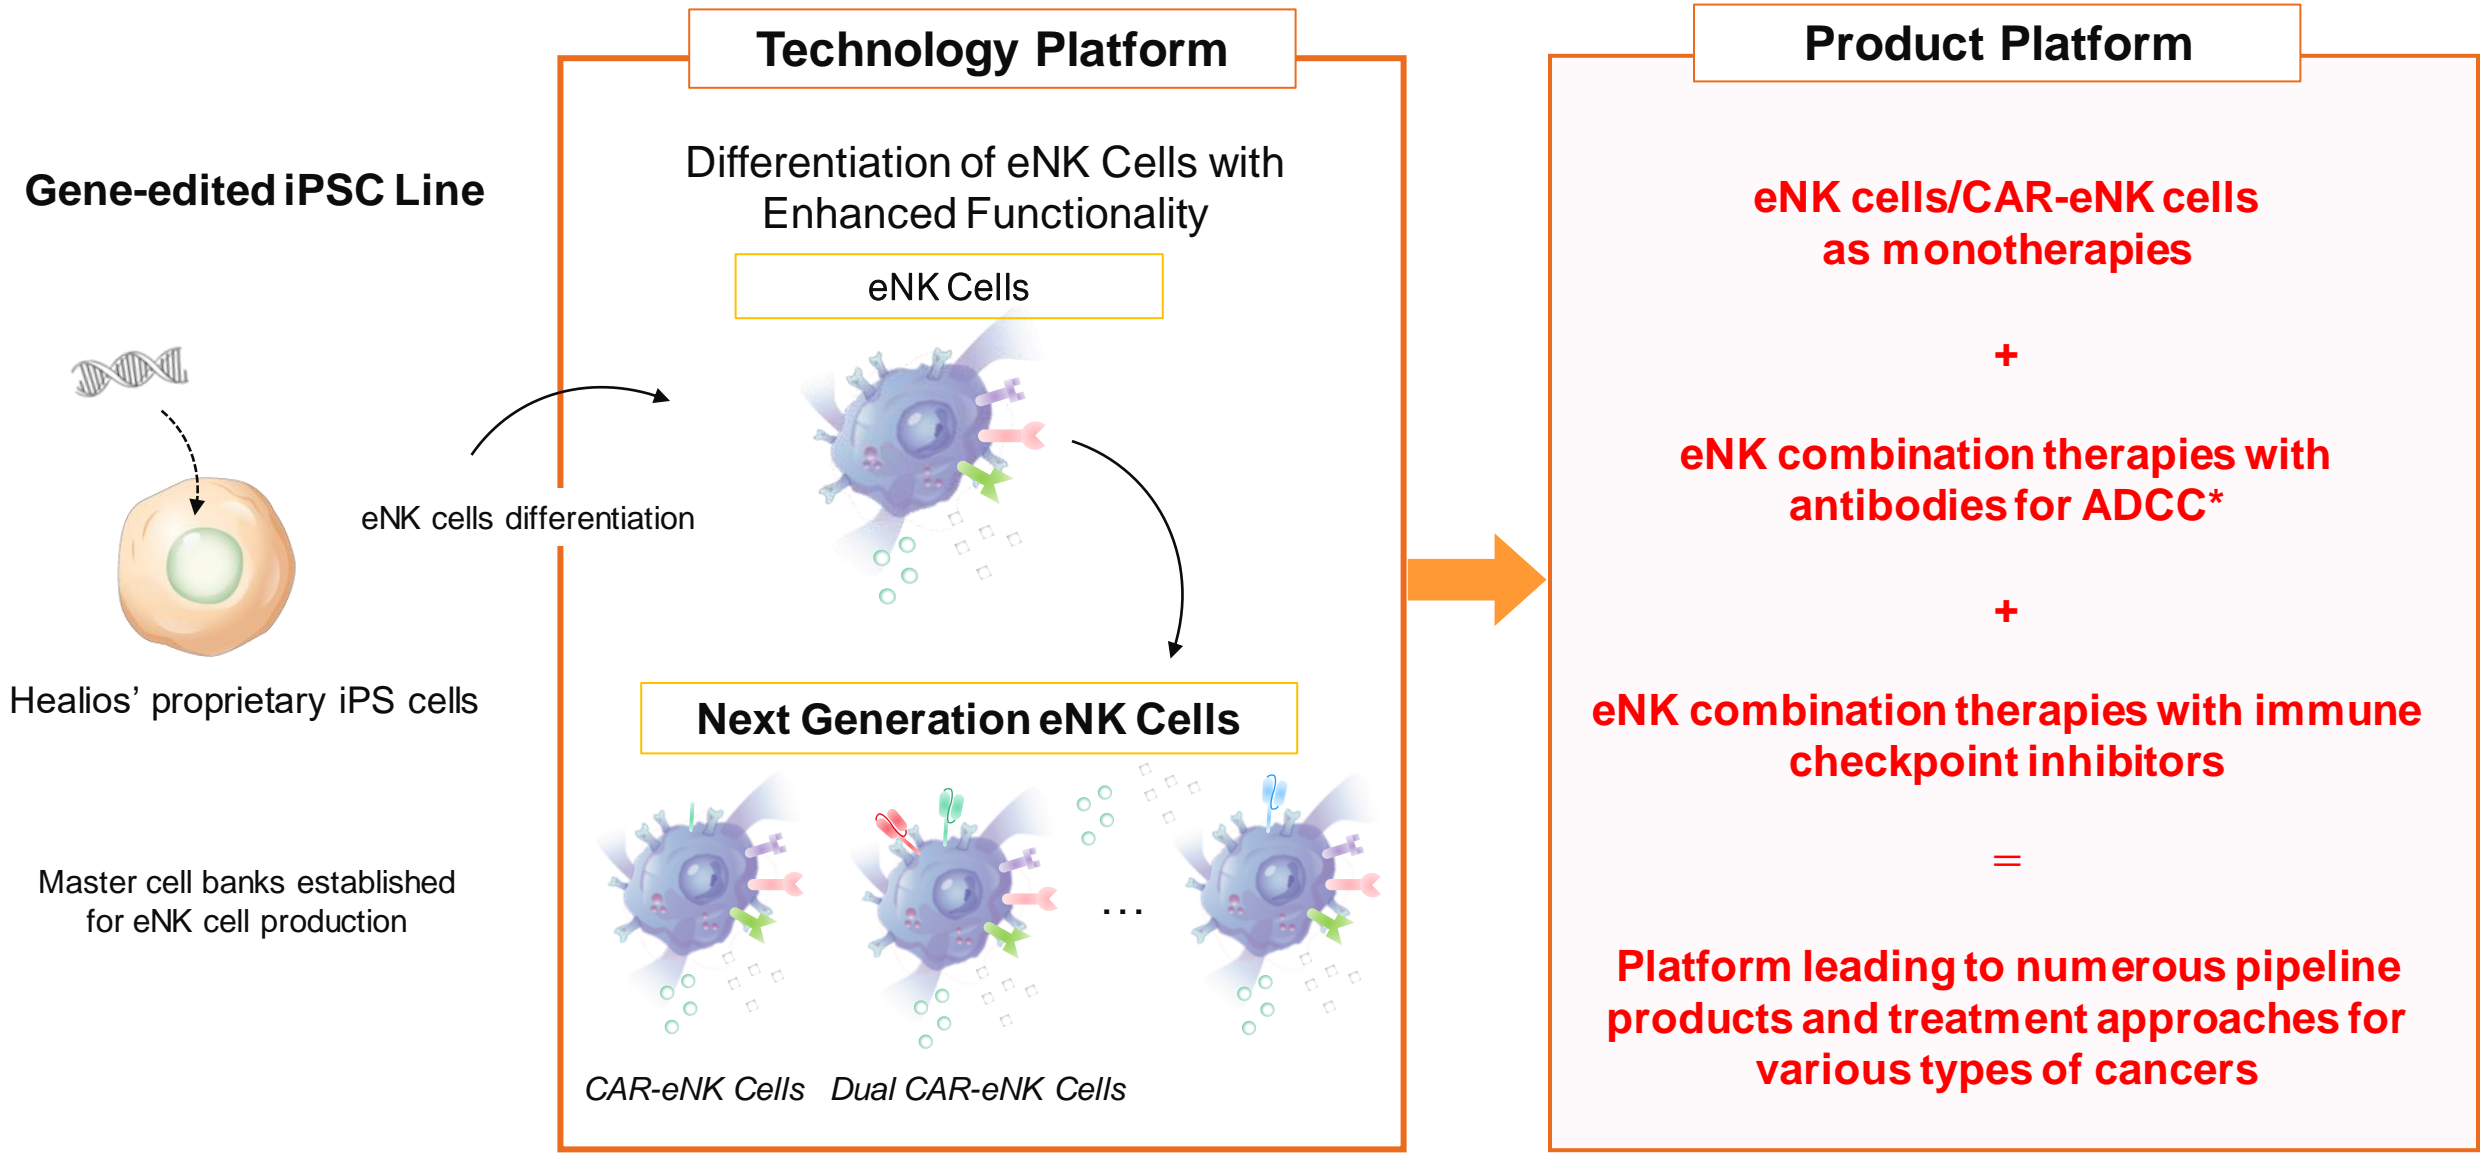 Gene-edited iPSC Line
Healios’ proprietary iPS cells
Master cell banks established
for eNK cell production
eNK cells differentiation
Technology Platform
Differentiation of eNK Cells with
Enhanced Functionality
eNK Cells
Next Generation eNK Cells
...
CAR-eNK Cells
Dual CAR-eNK Cells
Product Platform
eNK cells/CAR-eNK cells
as monotherapies
+
eNK combination therapies with
antibodies for ADCC*
+
eNK combination therapies with immune
checkpoint inhibitors
=
Platform leading to numerous pipeline
products and treatment approaches for
various types of cancers